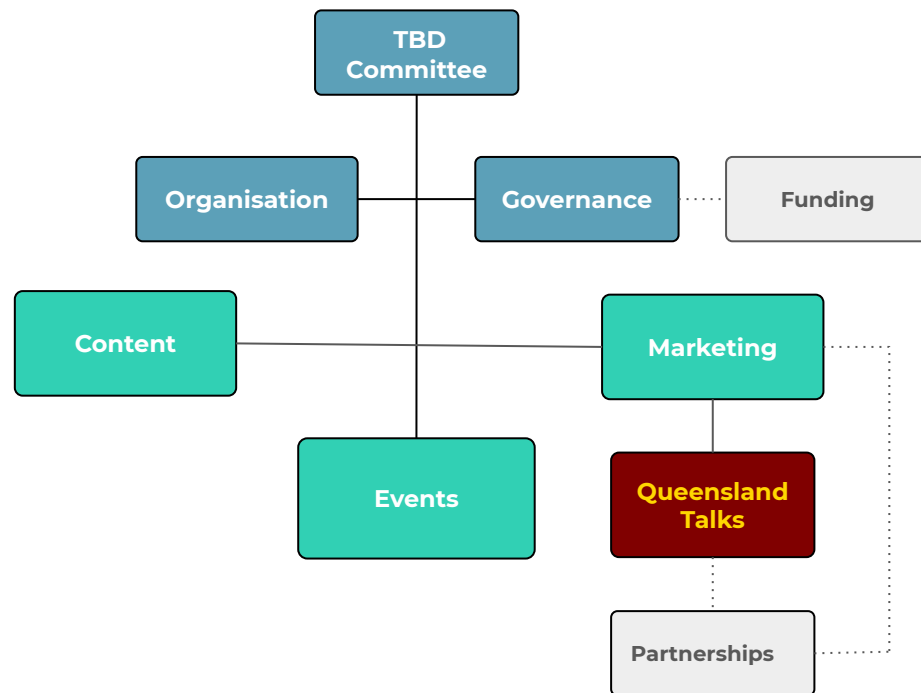 TBD
Committee
Organisation
Governance
Funding
Content
Marketing
Events
Queensland
Talks
Partnerships